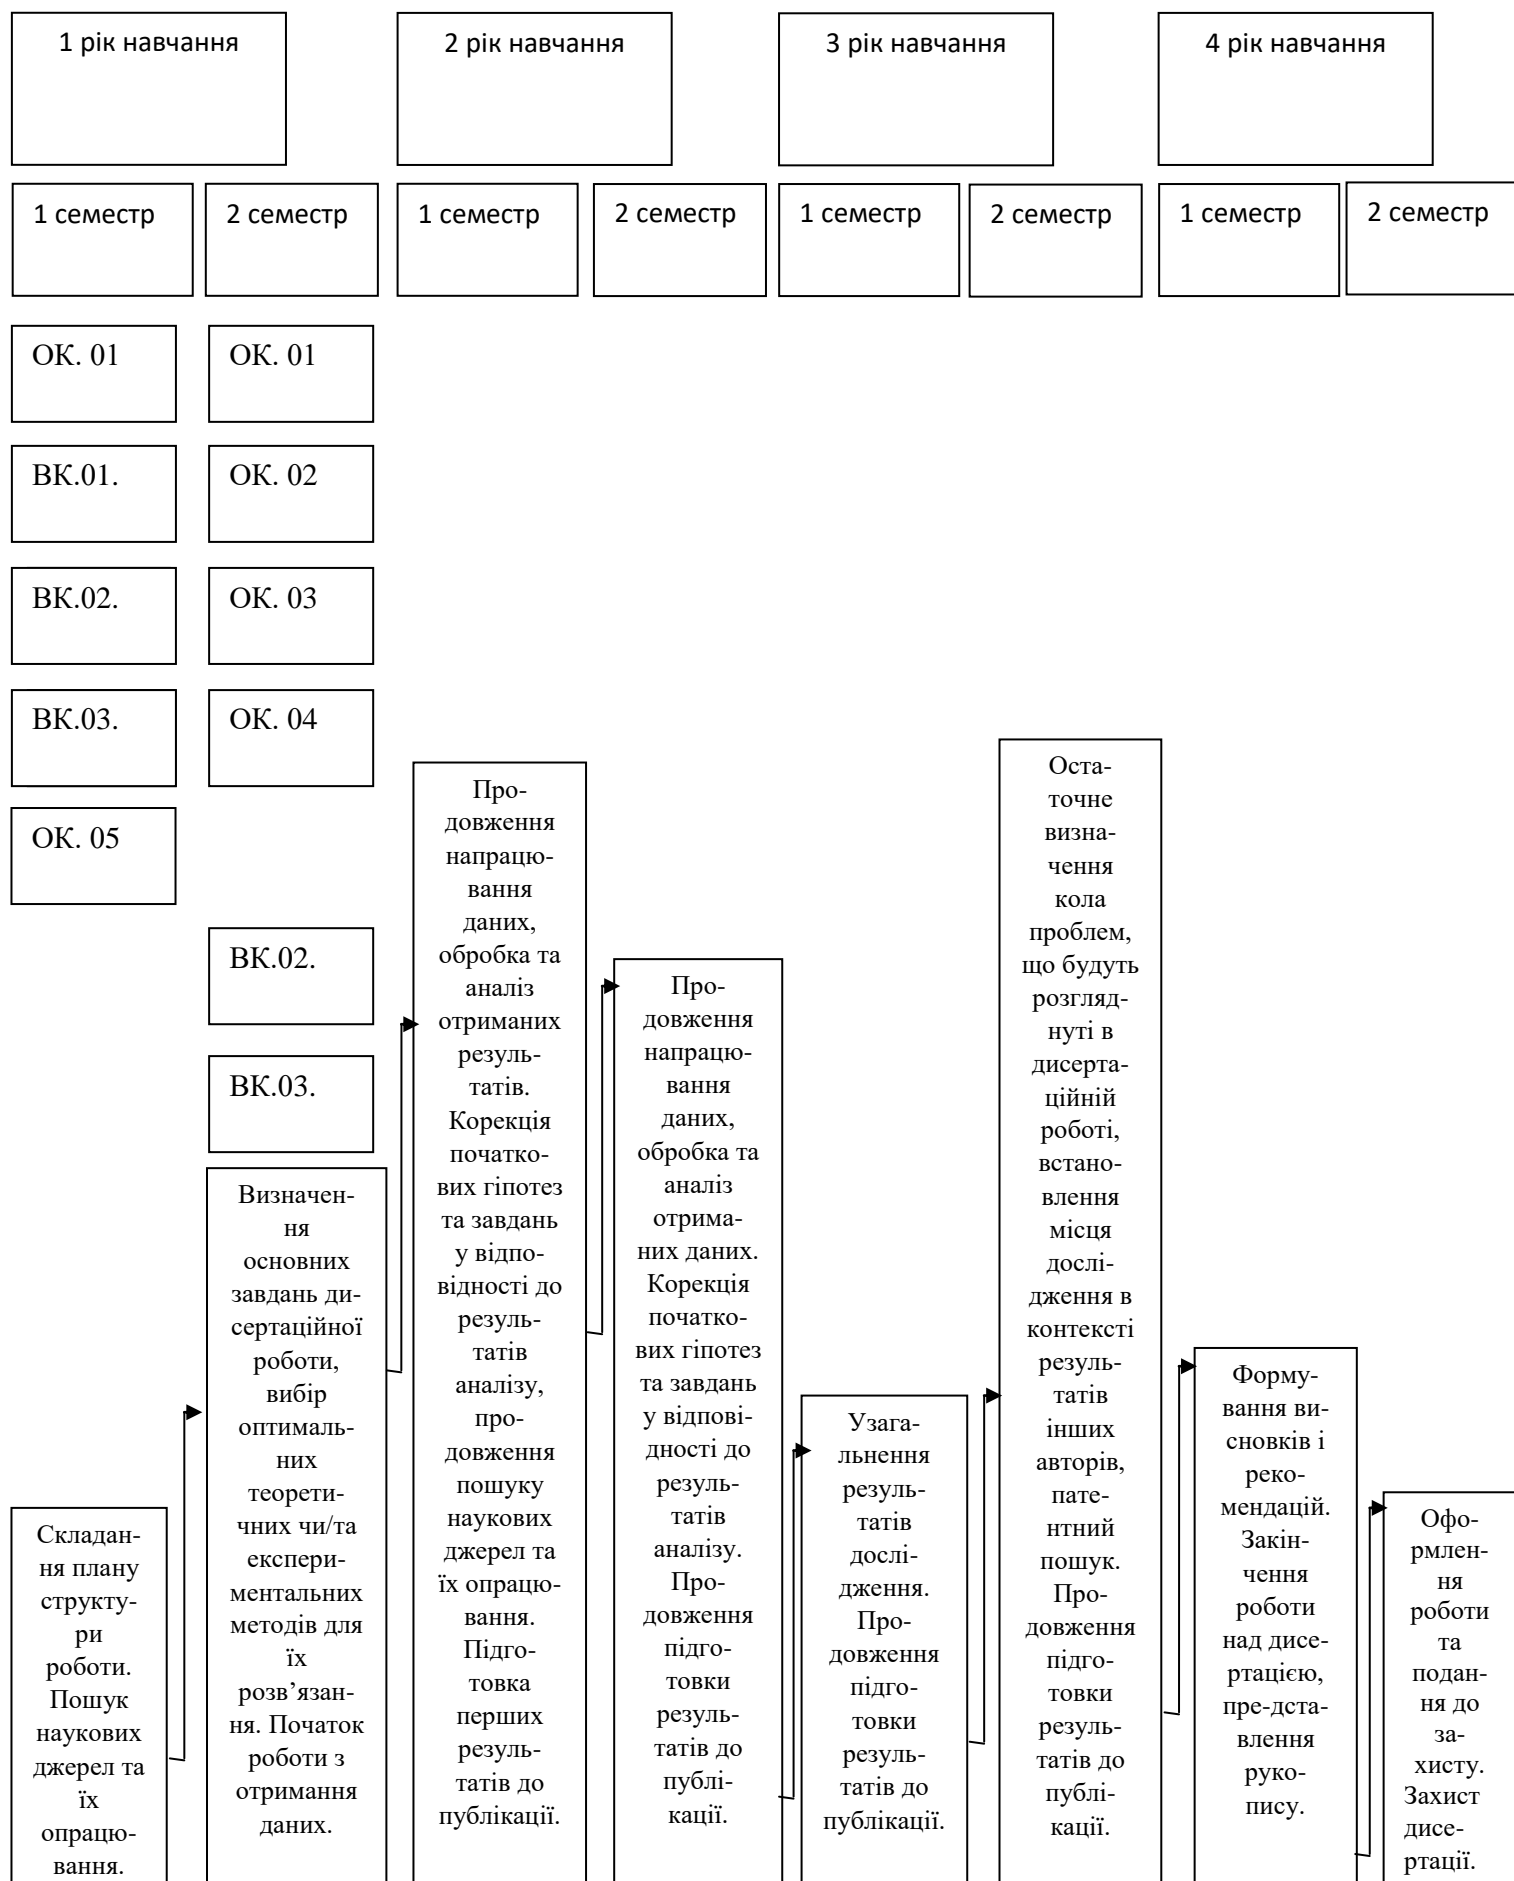 1 рік навчання
2 рік навчання
3 рік навчання
4 рік навчання
1 семестр
2 семестр
1 семестр
2 семестр
1 семестр
2 семестр
1 семестр
2 семестр
ОК. 01
ОК. 01
ВК.01.
ОК. 02
ВК.02.
ОК. 03
ВК.03.
ОК. 04
ОК. 05
ВК.02.
ВК.03.
Складан-
ня плану
структу-
ри
роботи.
Пошук
наукових
джерел та
їх
опрацю-
вання.
Визначен-
ня
основних
завдань ди-
сертаційної
роботи,
вибір
оптималь-
них
теорети-
чних чи/та
експери-
ментальних
методів для
їх
розв’язан-
ня. Початок
роботи з
отримання
даних.
Про-
довження
напрацю-
вання
даних,
обробка та
аналіз
отриманих
резуль-
татів.
Корекція
початко-
вих гіпотез
та завдань
у відпо-
відності до
резуль-
татів
аналізу,
про-
довження
пошуку
наукових
джерел та
їх опрацю-
вання.
Підго-
товка
перших
резуль-
татів до
публікації.
Про-
довження
напрацю-
вання
даних,
обробка та
аналіз
отрима-
них даних.
Корекція
початко-
вих гіпотез
та завдань
у відпові-
дності до
резуль-
татів
аналізу.
Про-
довження
підго-
товки
резуль-
татів до
публі-
кації.
Узага-
льнення
резуль-
татів
дослі-
дження.
Про-
довження
підго-
товки
резуль-
татів до
публікації.
Оста-
точне
визна-
чення
кола
проблем,
що будуть
розгляд-
нуті в
дисерта-
ційній
роботі,
встано-
влення
місця
дослі-
дження в
контексті
резуль-
татів
інших
авторів,
пате-
нтний
пошук.
Про-
довження
підго-
товки
резуль-
татів до
публі-
кації.
Форму-
вання ви-
сновків і
реко-
мендацій.
Закін-
чення
роботи
над дисе-
ртацією,
пре-дста-
влення
руко-
пису.
Офо-
рмлен-
ня
роботи
та
подан-
ня до
за-
хисту.
Захист
дисе-
ртації.